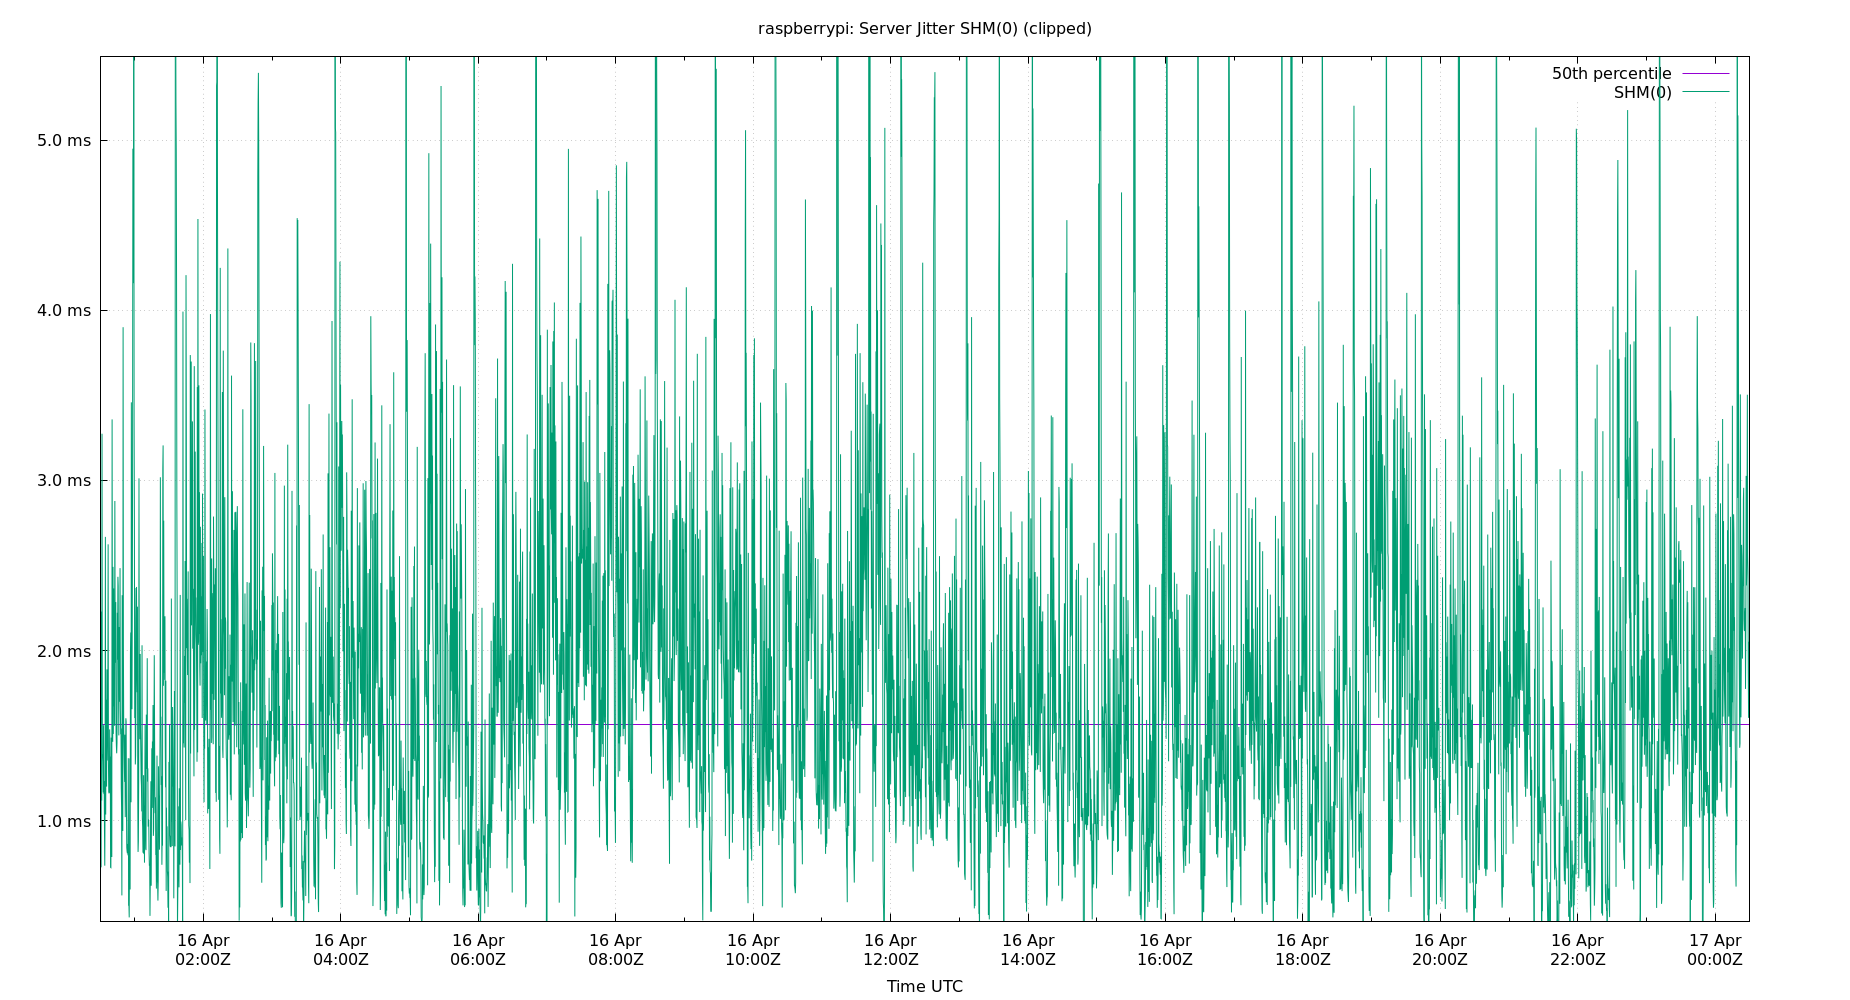 raspberrypi: Server Jitter SHM(0) (clipped)
50th percentile
SHM(0)
5.0 ms
4.0 ms
3.0 ms
2.0 ms
1.0 ms
16 Apr 16 Apr 16 Apr 16 Apr 16 Apr 16 Apr 16 Apr 16 Apr 16 Apr 16 Apr 16 Apr 17 Apr
02:00Z 04:00Z 06:00Z 08:00Z 10:00Z 12:00Z 14:00Z 16:00Z 18:00Z 20:00Z 22:00Z 00:00Z
Time UTC